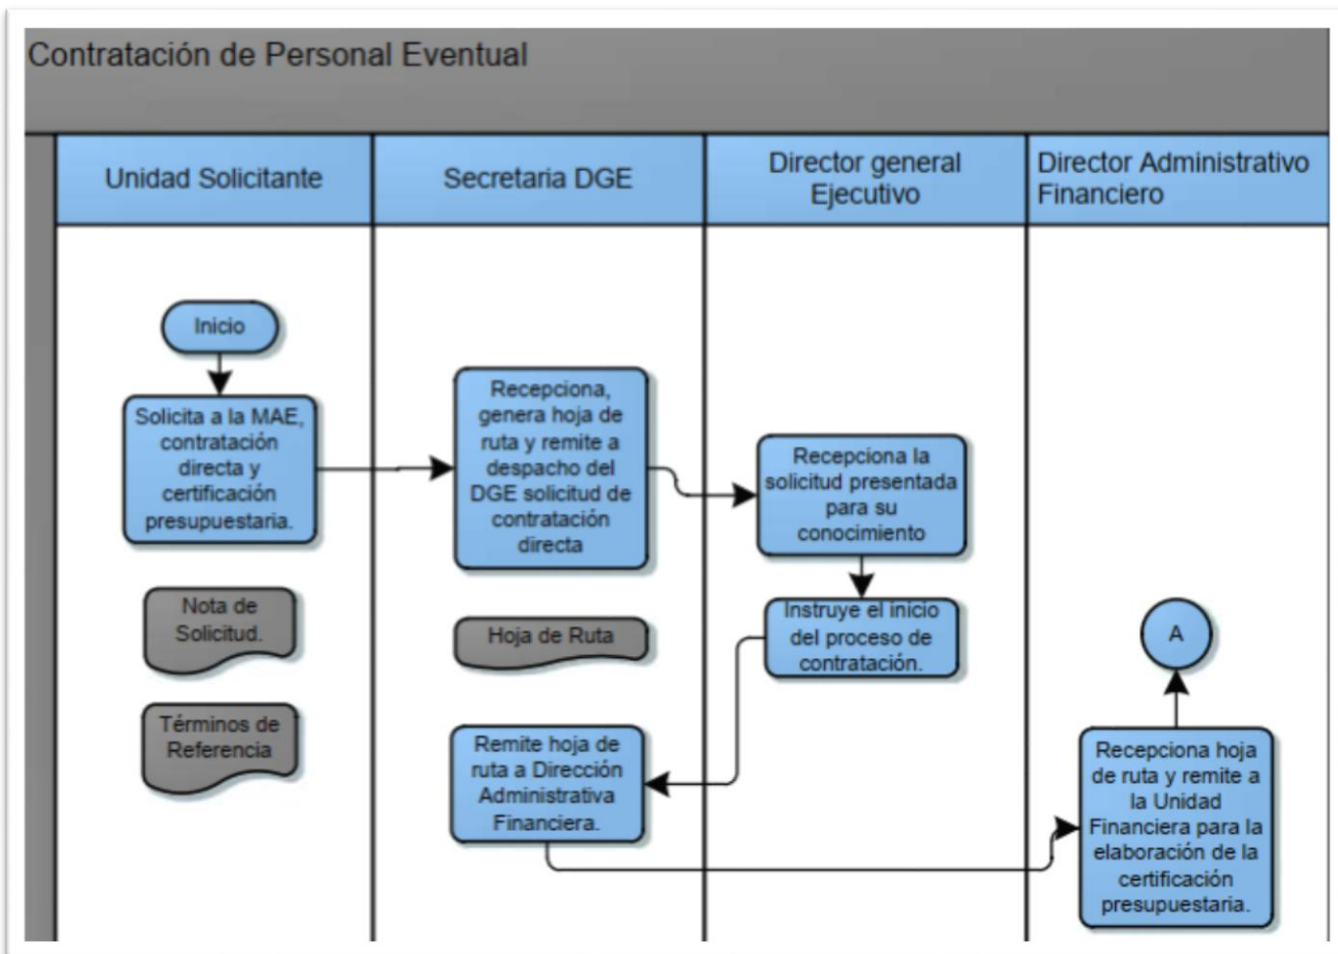 Contratación de Personal Eventual
Unidad Solicitante
Secretaria DGE
Director general
Ejecutivo
Director Administrativo
Financiero
Inicio
Solicita a la MAE,
contratación
directa y
certificación
presupuestaria.
Nota de
Solicitud.
Términos de
Referencia
Recepciona,
genera hoja de
ruta y remite a
despacho del
DGE solicitud de
contratación
directa
Hoja de Ruta
Remite hoja de
ruta a Dirección
Administrativa
Financiera.
Recepciona la
solicitud presentada
para su
conocimiento
Instruye el inicio
del proceso de
contratación.
A
Recepciona hoja
de ruta y remite a
la Unidad
Financiera para la
elaboración de la
certificación
presupuestaria.